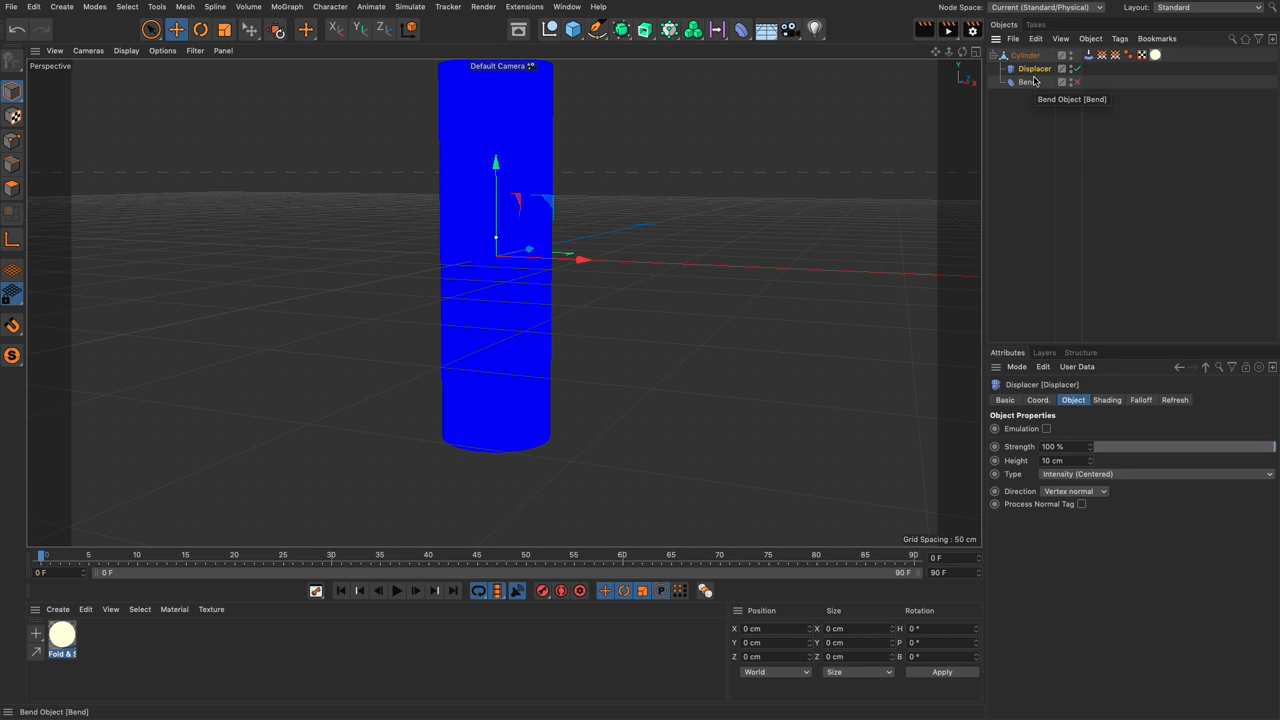 File Edit Create Modes Select Tools Mesh Spline Volume MoGraph Character Animate Simulate Tracker Render Extensions Window Help
Node Space: Current (Standard/Physical) Layout: Standard
Objects Takes
File Edit View Object Tags Bookmarks
View Cameras Display Options Filter Panel
Perspective
Default Camera
Y
Z
X
Cylinder
Displacer
Bend
Bend Object [Bend]
Attributes Layers Structure
Mode Edit User Data
Displacer [Displacer]
Basic Coord. Object Shading Falloff Refresh
Object Properties
Emulation
Strength 100 %
Height 10 cm
Type Intensity (Centered)
Direction Vertex normal
Process Normal Tag
Grid Spacing : 50 cm
0 5 10 15 20 25 30 35 40 45 50 55 60 65 70 75 80 85 90
0 F
0 F 0 F 90 F 90 F
Create Edit View Select Material Texture
Fold & S
Position Size Rotation
X 0 cm X 0 cm H 0 °
Y 0 cm Y 0 cm P 0 °
Z 0 cm Z 0 cm B 0 °
World Size Apply
Bend Object [Bend]